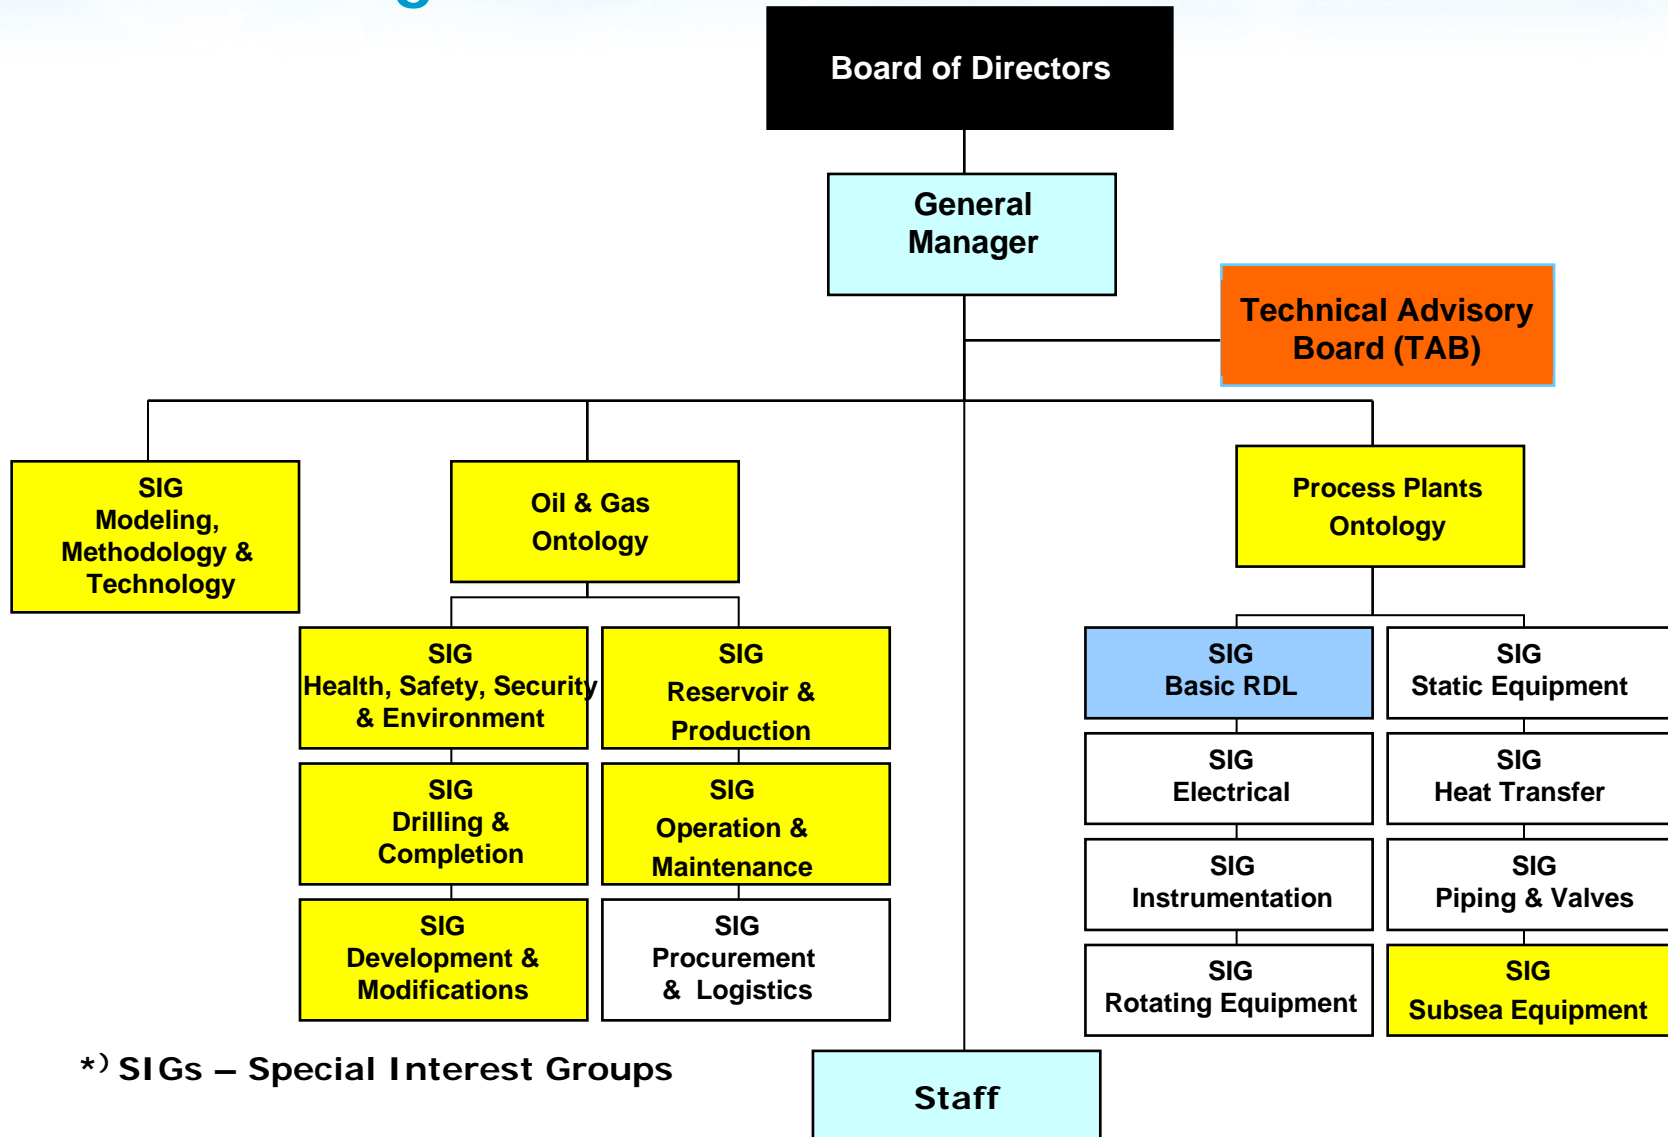 Board of Directors
General
Manager
Technical Advisory
Board (TAB)
SIG
Modeling,
Methodology &
Technology
Oil & Gas
Ontology
Process Plants
Ontology
SIG
Health, Safety, Security
& Environment
SIG
Reservoir &
Production
SIG
Drilling &
Completion
SIG
Operation &
Maintenance
SIG
Development &
Modifications
SIG
Procurement
& Logistics
SIG
Basic RDL
SIG
Static Equipment
SIG
Electrical
SIG
Heat Transfer
SIG
Instrumentation
SIG
Piping & Valves
SIG
Rotating Equipment
SIG
Subsea Equipment
*) SIGs – Special Interest Groups
Staff